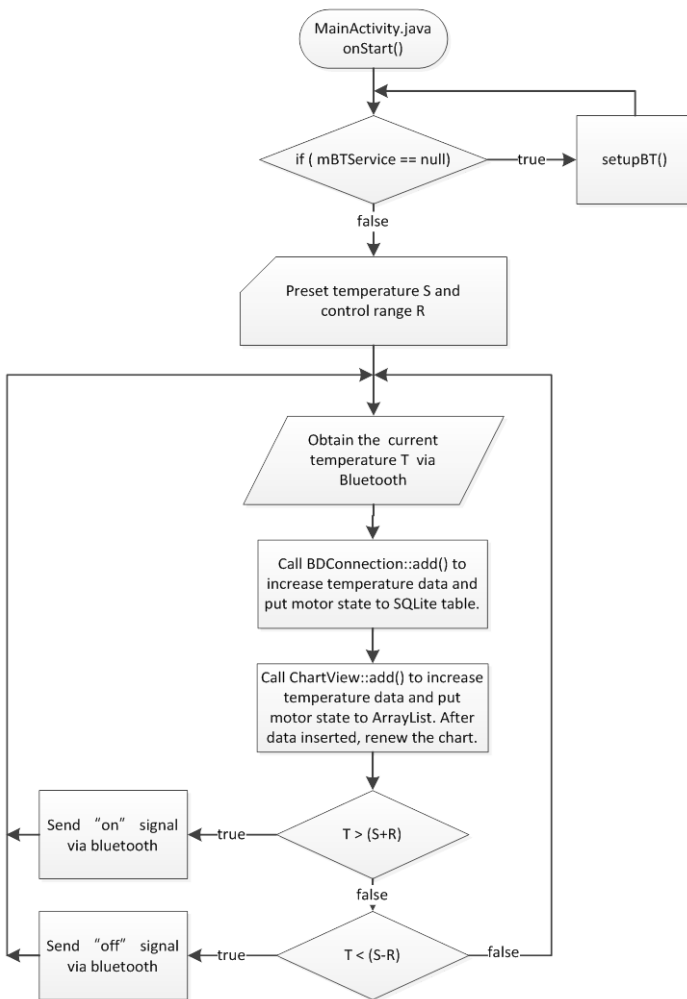 MainActivity.java
onStart()
if ( mBTService == null)
true
setupBT()
false
Preset temperature S and
control range R
Obtain the current
temperature T via
Bluetooth
Call BDConnection::add() to
increase temperature data and
put motor state to SQLite table.
Call ChartView::add() to increase
temperature data and put
motor state to ArrayList. After
data inserted, renew the chart.
T > (S+R)
true
Send “on” signal
via bluetooth
false
T < (S-R)
true
Send “off” signal
via bluetooth
false